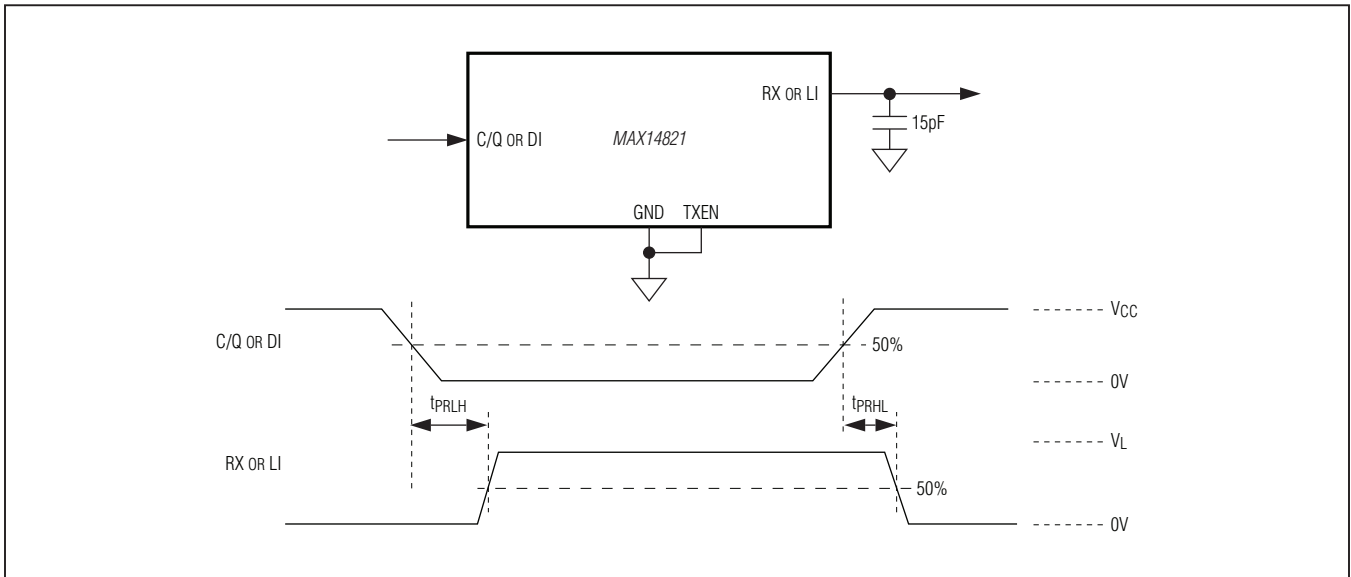 RX OR LI
15pF
C/Q OR DI
MAX14821
GND TXEN
VCC
C/Q OR DI
50%
0V
tPRLH
tPRHL
VL
RX OR LI
50%
0V